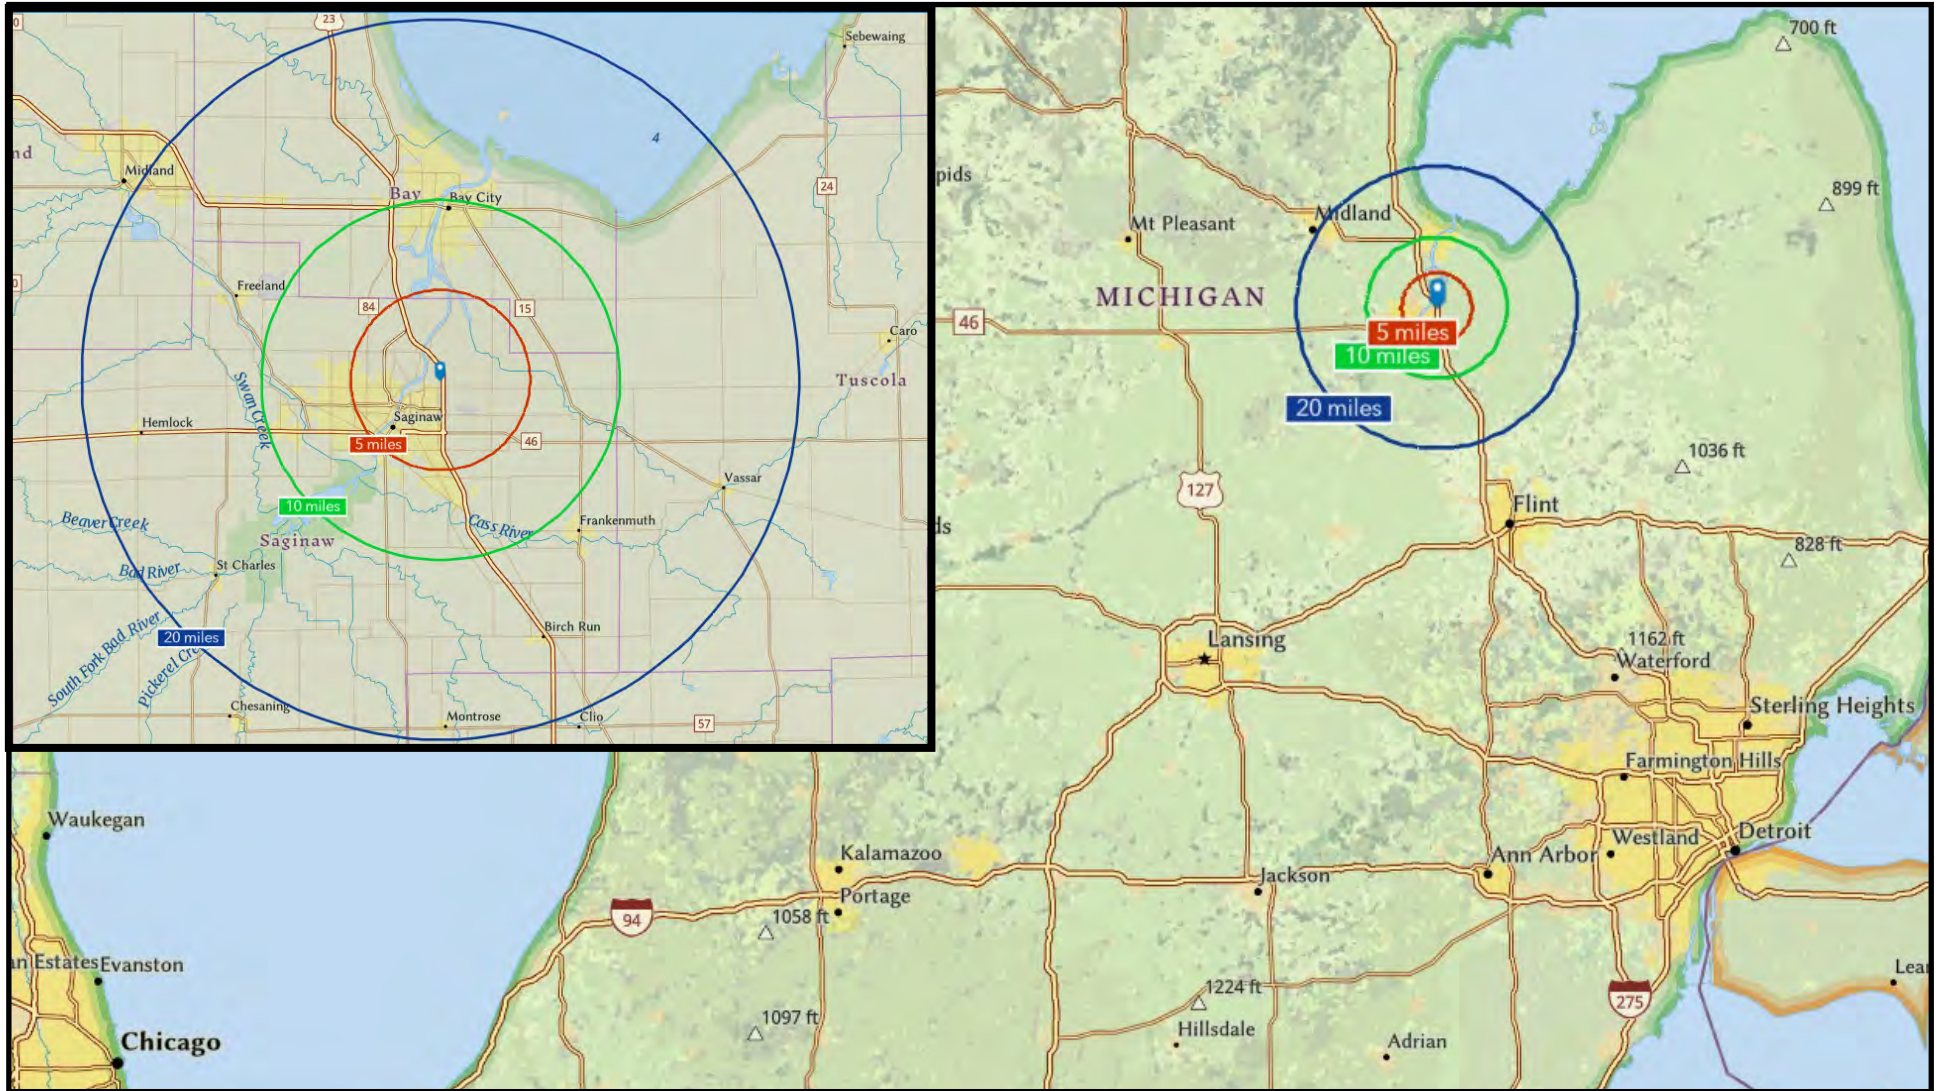 23
0
Sebewaing
4
nd
Midland
24
Bay
Bay City
0
Freeland
84
15
Caro
Tuscola
Swan Creek
Hemlock
Saginaw
5 miles
46
Vassar
10 miles
Beaver Creek
Cass River
Frankenmuth
Saginaw
Bad River
St Charles
South Fork Bad River
20 miles
Pickerel Cre
Birch Run
Chesaning
Montrose
Clio
57
700 ft
pids
899 ft
Midland
Mt Pleasant
MICHIGAN
46
5 miles
10 miles
20 miles
1036 ft
127
Flint
ds
828 ft
Lansing
1162 ft
Waterford
Sterling Heights
Farmington Hills
Waukegan
Westland
Detroit
Kalamazoo
Ann Arbor
Jackson
Portage
94
1058 ft
an Estates
Evanston
Lea
1224 ft
275
1097 ft
Hillsdale
Chicago
Adrian